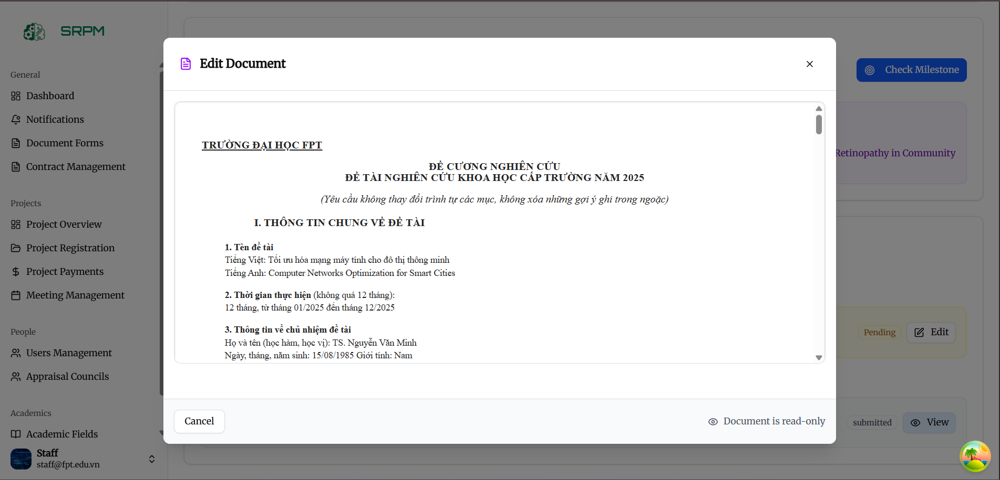 SRPM
General
Dashboard
Notifications
Document Forms
Contract Management
Projects
Project Overview
Project Registration
Project Payments
Meeting Management
People
Users Management
Appraisal Councils
Academics
Academic Fields
Staff
staff@fpt.edu.vn
Edit Document
TRƯỜNG ĐẠI HỌC FPT
ĐỀ CƯƠNG NGHIÊN CỨU
ĐỀ TÀI NGHIÊN CỨU KHOA HỌC CẤP TRƯỜNG NĂM 2025
(Yêu cầu không thay đổi trình tự các mục, không xóa những gợi ý ghi trong ngoặc)
I. THÔNG TIN CHUNG VỀ ĐỀ TÀI
1. Tên đề tài
Tiếng Việt: Tối ưu hóa mạng máy tính cho đô thị thông minh
Tiếng Anh: Computer Networks Optimization for Smart Cities
2. Thời gian thực hiện (không quá 12 tháng):
12 tháng, từ tháng 01/2025 đến tháng 12/2025
3. Thông tin về chủ nhiệm đề tài
Họ và tên (học hàm, học vị): TS. Nguyễn Văn Minh
Ngày, tháng, năm sinh: 15/08/1985 Giới tính: Nam
Cancel
Document is read-only
Check Milestone
Retinopathy in Community
Pending
Edit
submitted
View